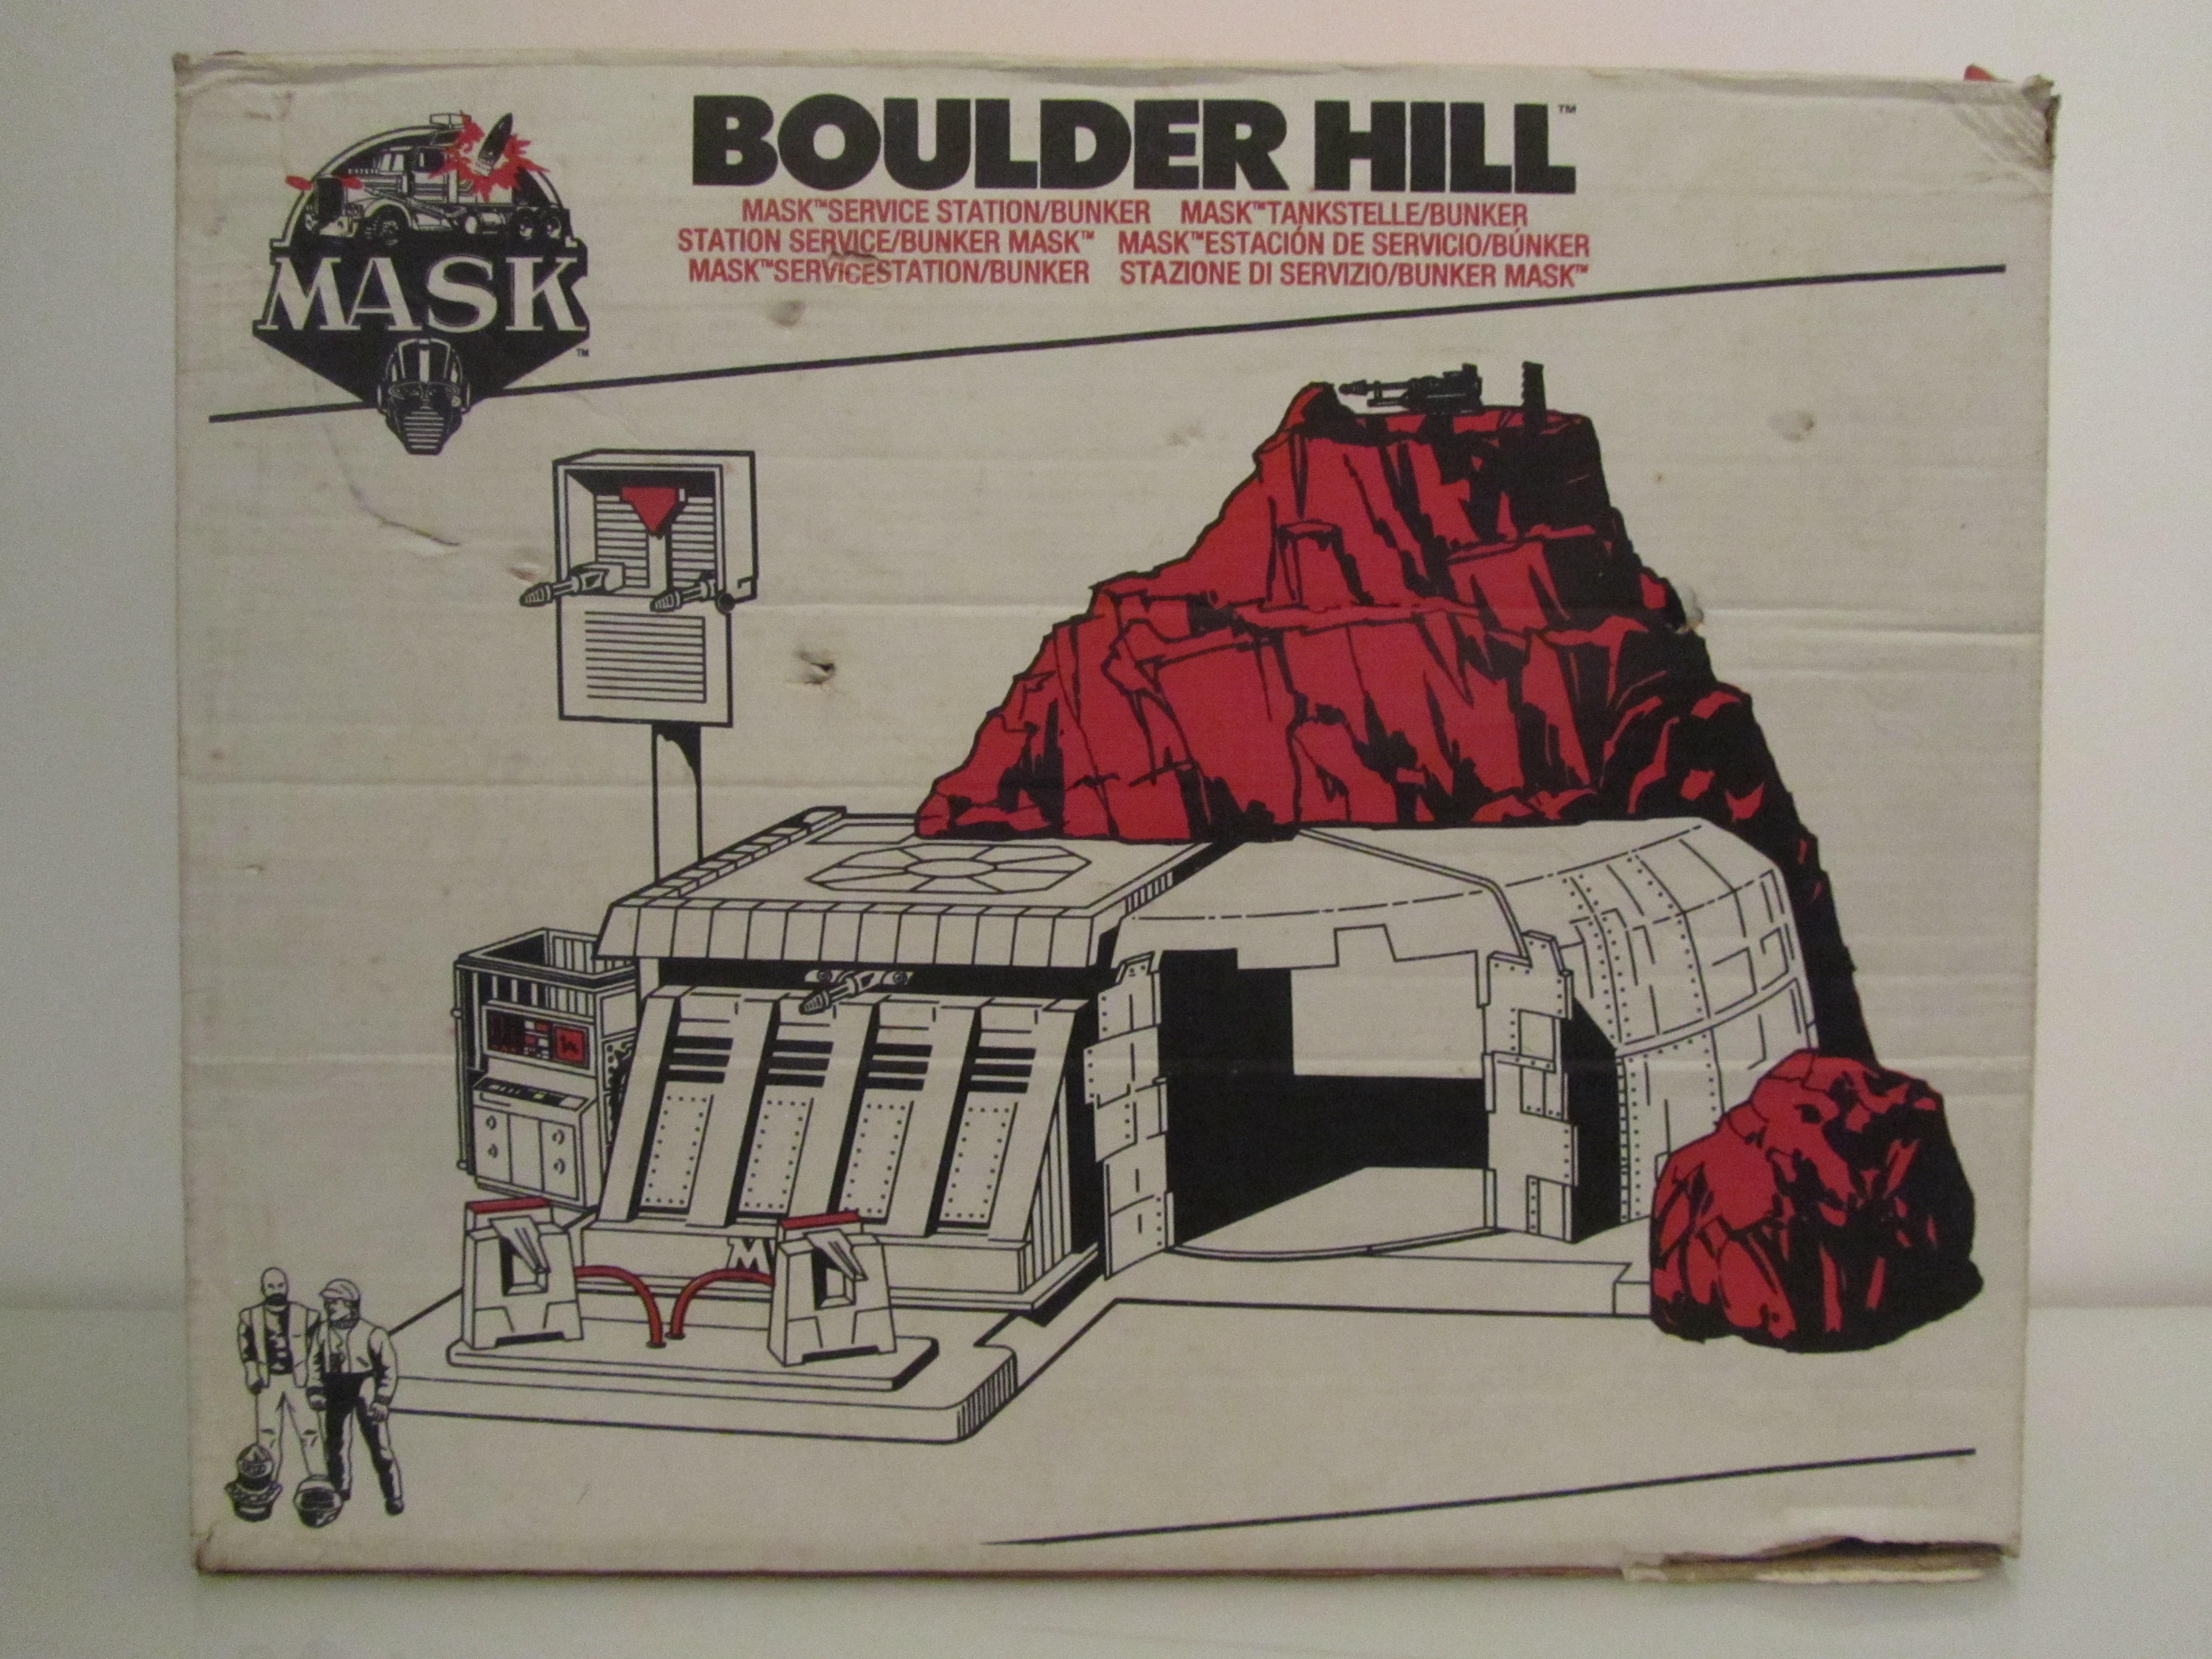 BOULDER HILL™
MASK™SERVICE STATION/BUNKER MASK™TANKSTELLE/BUNKER
STATION SERVICE/BUNKER MASK™ MASK™ESTACIÓN DE SERVICIO/BÚNKER
MASK™SERVICESTATION/BUNKER STAZIONE DI SERVIZIO/BUNKER MASK™
MASK™
M